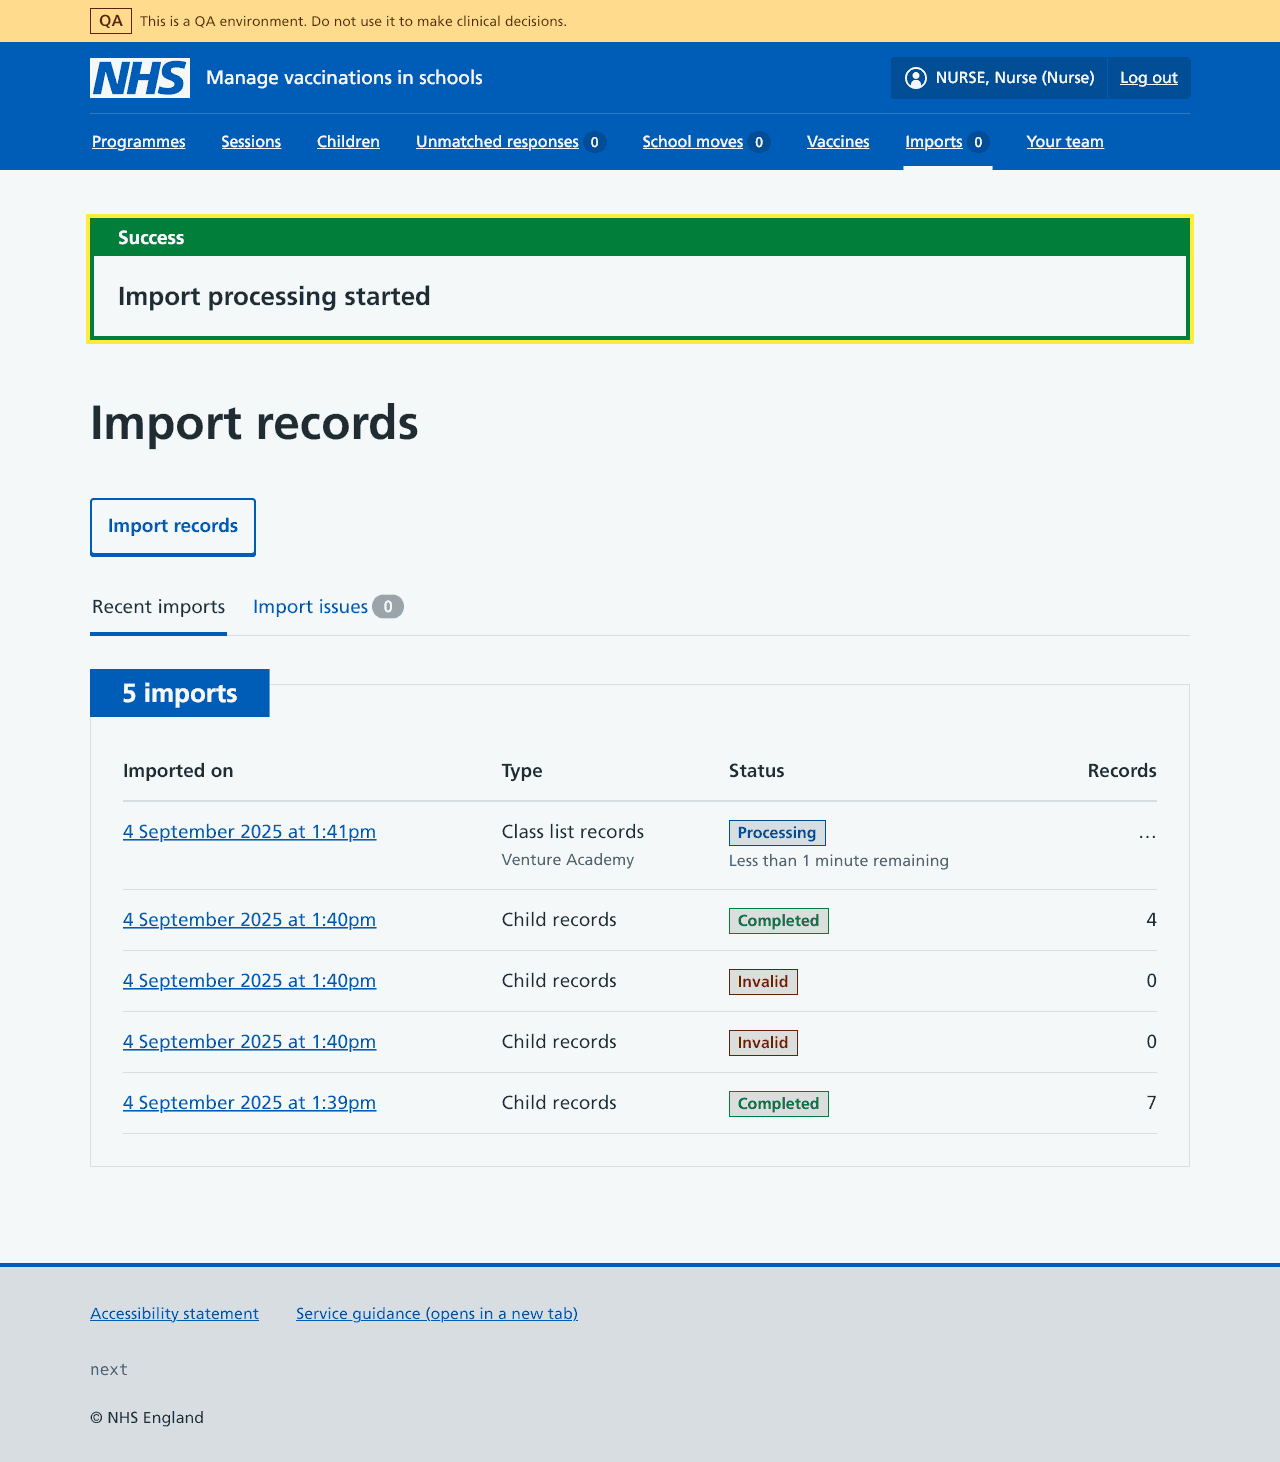 QA This is a QA environment. Do not use it to make clinical decisions.
NHS Manage vaccinations in schools NURSE, Nurse (Nurse) Log out
Programmes Sessions Children Unmatched responses 0 School moves 0 Vaccines Imports 0 Your team
Success
Import processing started
Import records
Import records
Recent imports Import issues 0
5 imports
Imported on Type Status Records
4 September 2025 at 1:41pm Class list records Processing …
Venture Academy Less than 1 minute remaining
4 September 2025 at 1:40pm Child records Completed 4
4 September 2025 at 1:40pm Child records Invalid 0
4 September 2025 at 1:40pm Child records Invalid 0
4 September 2025 at 1:39pm Child records Completed 7
Accessibility statement Service guidance (opens in a new tab)
next
© NHS England